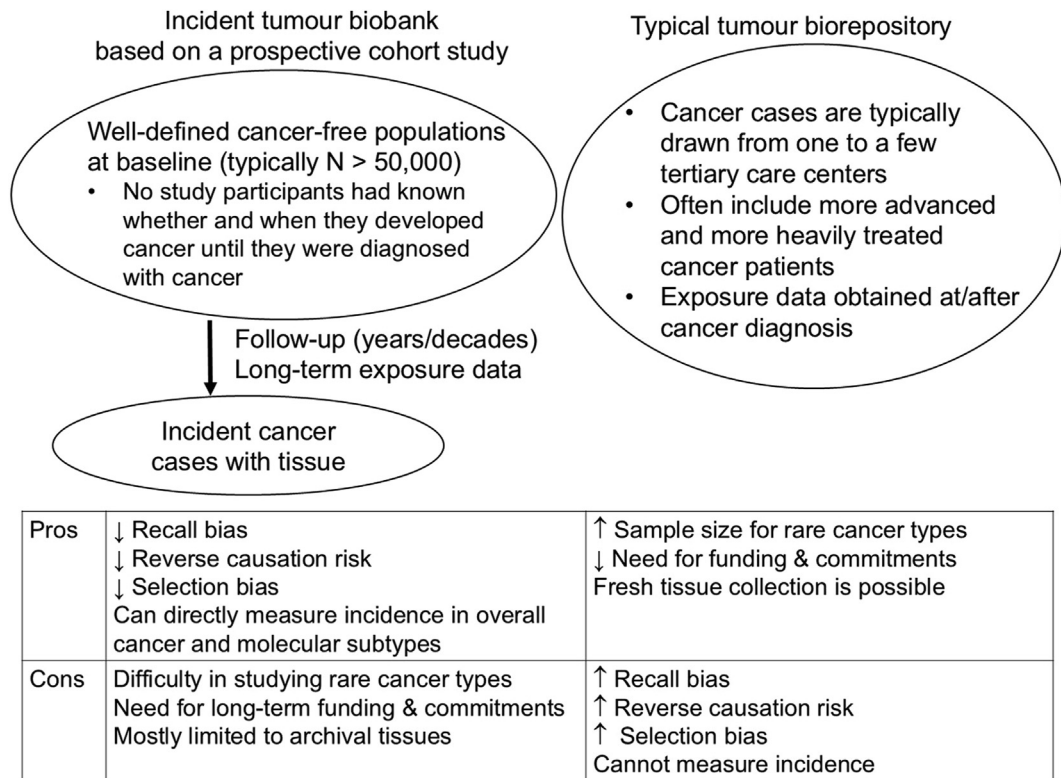 Incident tumour biobank
based on a prospective cohort study
Well-defined cancer-free populations
at baseline (typically N > 50,000)
• No study participants had known
whether and when they developed
cancer until they were diagnosed
with cancer
Follow-up (years/decades)
Long-term exposure data
Incident cancer
cases with tissue
Typical tumour biorepository
• Cancer cases are typically
drawn from one to a few
tertiary care centers
• Often include more advanced
and more heavily treated
cancer patients
• Exposure data obtained at/after
cancer diagnosis
Pros
↓ Recall bias
↓ Reverse causation risk
↓ Selection bias
Can directly measure incidence in overall
cancer and molecular subtypes
↑ Sample size for rare cancer types
↓ Need for funding & commitments
Fresh tissue collection is possible
Cons
Difficulty in studying rare cancer types
Need for long-term funding & commitments
Mostly limited to archival tissues
↑ Recall bias
↑ Reverse causation risk
↑ Selection bias
Cannot measure incidence